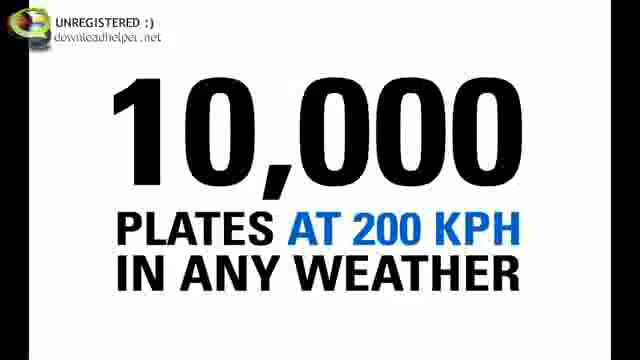 UNREGISTERED :)
downloadhelper.net
10,000
PLATES AT 200 KPH
IN ANY WEATHER